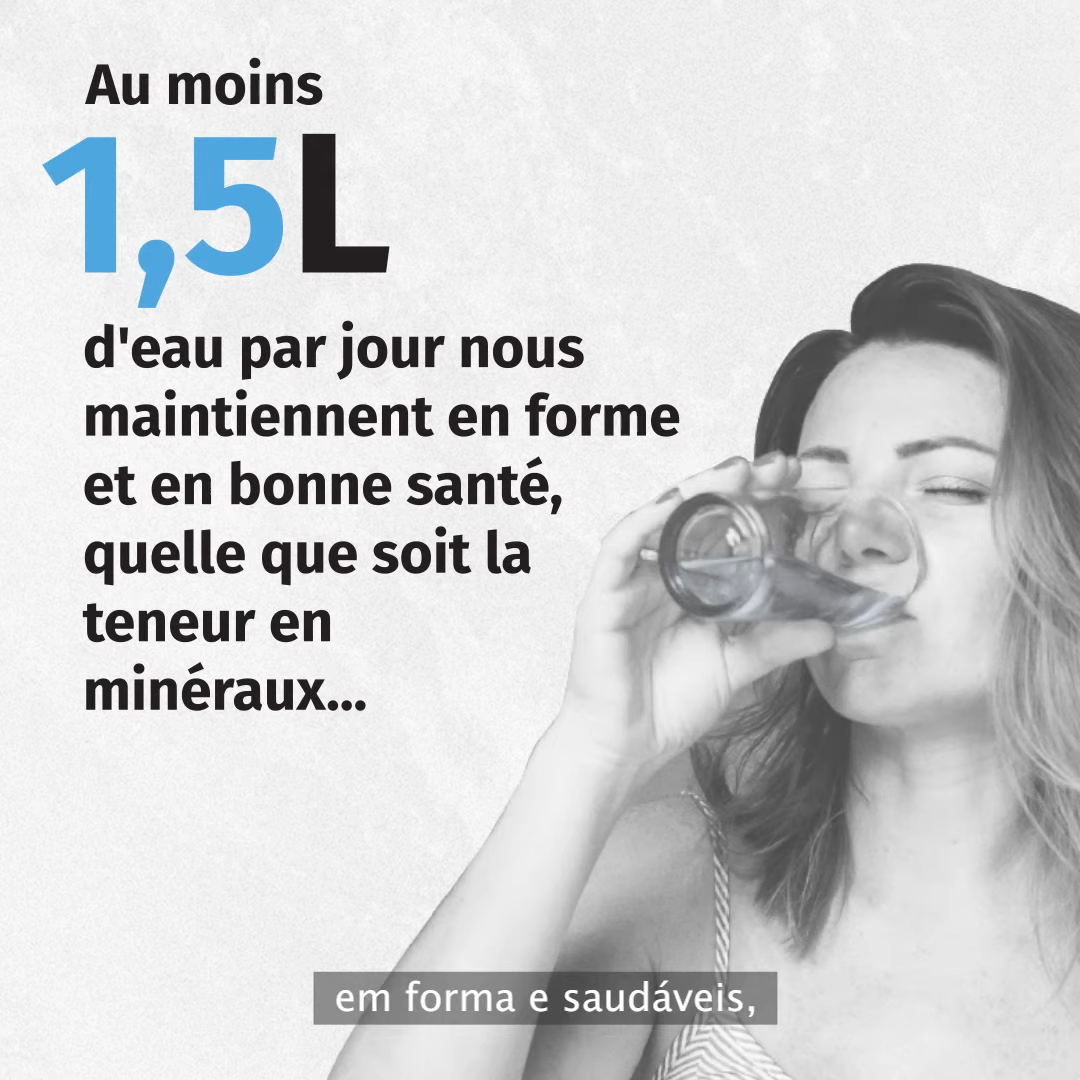 Au moins
1,5L
d'eau par jour nous
maintiennent en forme
et en bonne santé,
quelle que soit la
teneur en
minéraux...
em forma e saudáveis,